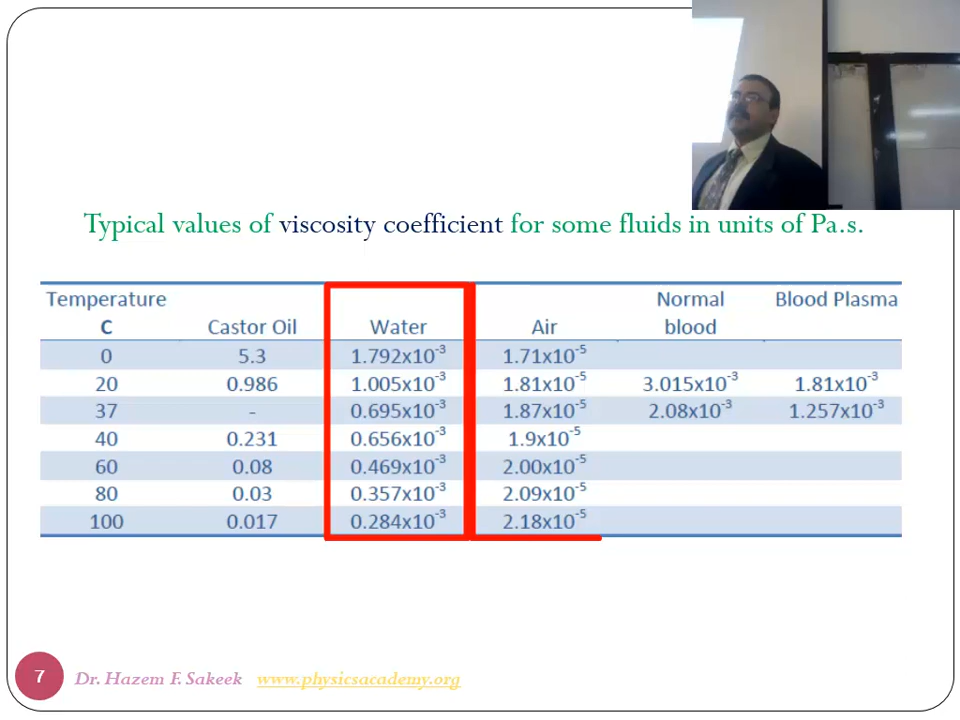 Typical values of viscosity coefficient for some fluids in units of Pa.s.
Temperature C Castor Oil Water Air Normal blood Blood Plasma
0 5.3 1.792x10^-3 1.71x10^-5
20 0.986 1.005x10^-3 1.81x10^-5 3.015x10^-3 1.81x10^-3
37 - 0.695x10^-3 1.87x10^-5 2.08x10^-3 1.257x10^-3
40 0.231 0.656x10^-3 1.9x10^-5
60 0.08 0.469x10^-3 2.00x10^-5
80 0.03 0.357x10^-3 2.09x10^-5
100 0.017 0.284x10^-3 2.18x10^-5
7 Dr. Hazem F. Sakeek www.physicsacademy.org